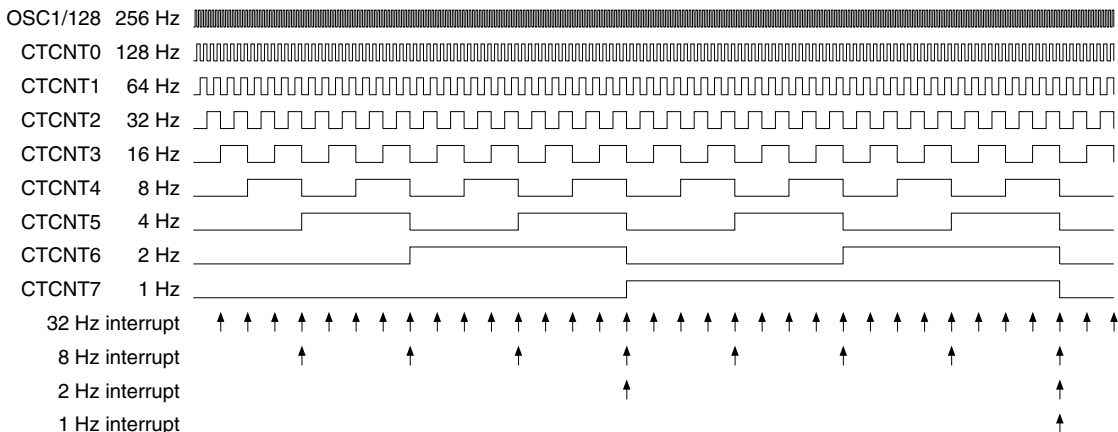 OSC1/128 256 Hz
CTCNT0 128 Hz
CTCNT1 64 Hz
CTCNT2 32 Hz
CTCNT3 16 Hz
CTCNT4 8 Hz
CTCNT5 4 Hz
CTCNT6 2 Hz
CTCNT7 1 Hz
32 Hz interrupt
8 Hz interrupt
2 Hz interrupt
1 Hz interrupt